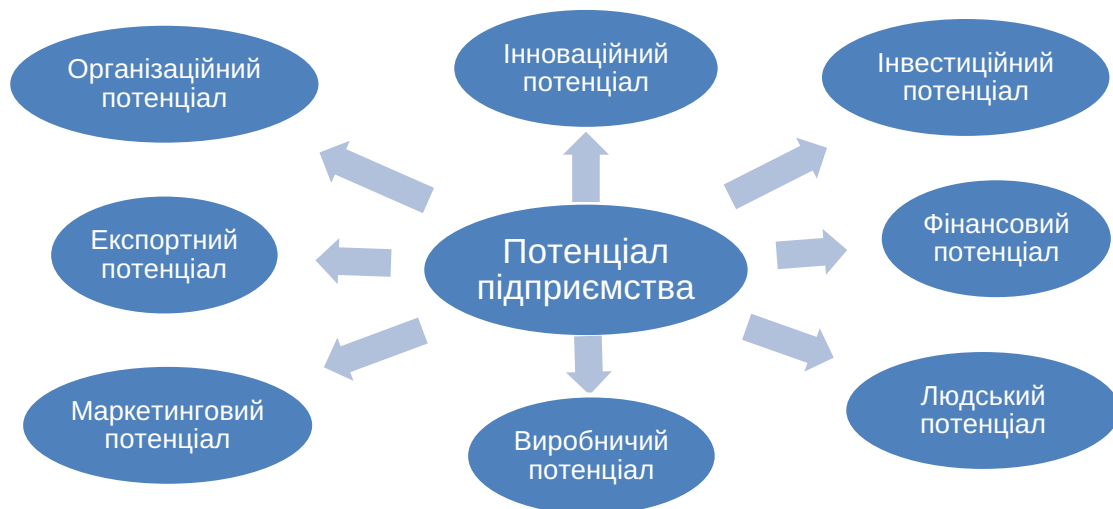 Організаційний
потенціал
Інноваційний
потенціал
Інвестиційний
потенціал
Експортний
потенціал
Потенціал
підприємства
Фінансовий
потенціал
Маркетинговий
потенціал
Виробничий
потенціал
Людський
потенціал